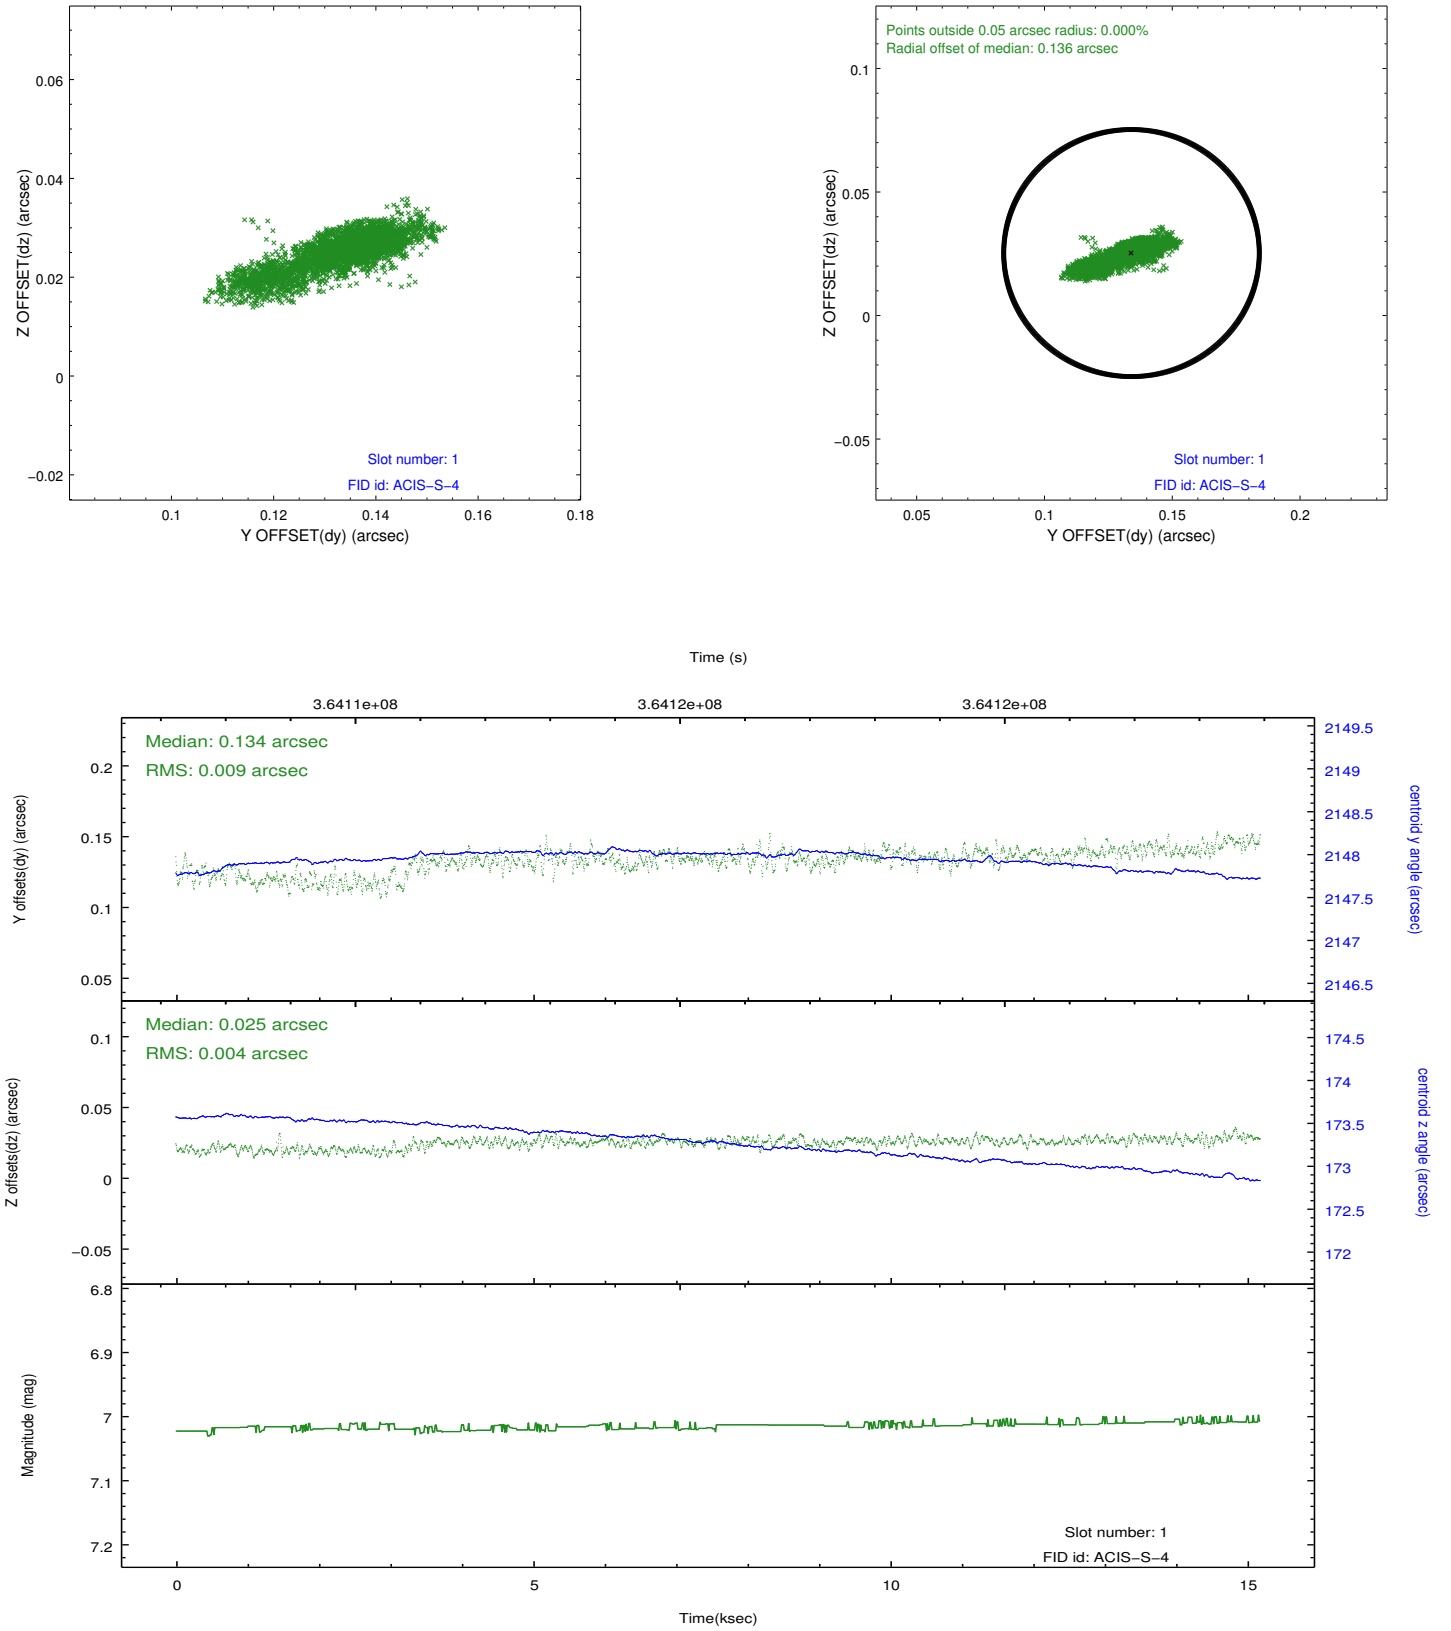 0.06
0.04
0.02
0
−0.02
Z OFFSET(dz) (arcsec)
Slot number: 1
FID id: ACIS−S−4
0.1
0.12
0.14
0.16
0.18
Y OFFSET(dy) (arcsec)
Points outside 0.05 arcsec radius: 0.000%
Radial offset of median: 0.136 arcsec
0.1
0.05
0
−0.05
Z OFFSET(dz) (arcsec)
Slot number: 1
FID id: ACIS−S−4
0.05
0.1
0.15
0.2
Y OFFSET(dy) (arcsec)
Time (s)
3.6411e+08
3.6412e+08
3.6412e+08
Median: 0.134 arcsec
RMS: 0.009 arcsec
0.2
0.15
0.1
0.05
Y offsets(dy) (arcsec)
2149.5
2149
2148.5
2148
2147.5
2147
2146.5
centroid y angle (arcsec)
Median: 0.025 arcsec
RMS: 0.004 arcsec
0.1
0.05
0
−0.05
Z offsets(dz) (arcsec)
174.5
174
173.5
173
172.5
172
centroid z angle (arcsec)
6.8
6.9
7
7.1
7.2
Magnitude (mag)
Slot number: 1
FID id: ACIS−S−4
0
5
10
15
Time(ksec)